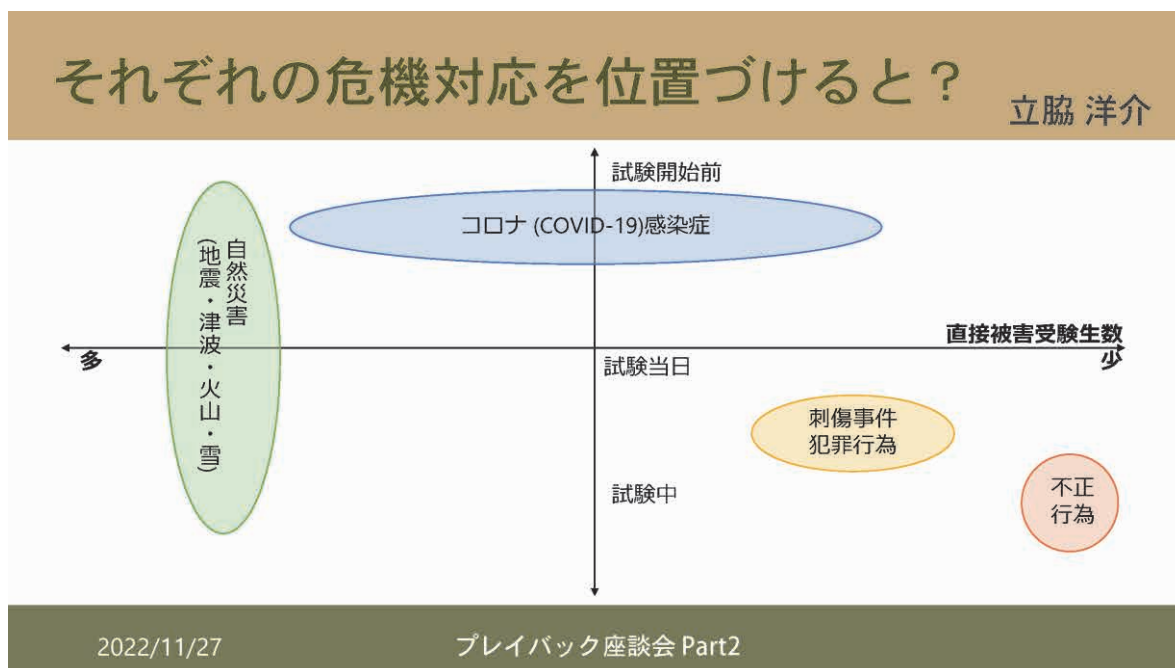 それぞれの危機対応を位置づけると？
立脇 洋介
試験開始前
コロナ (COVID-19)感染症
自然災害
(地震・津波・火山・雪)
直接被害受験生数
多
少
試験当日
刺傷事件
犯罪行為
試験中
不正
行為
2022/11/27
プレイバック座談会 Part2